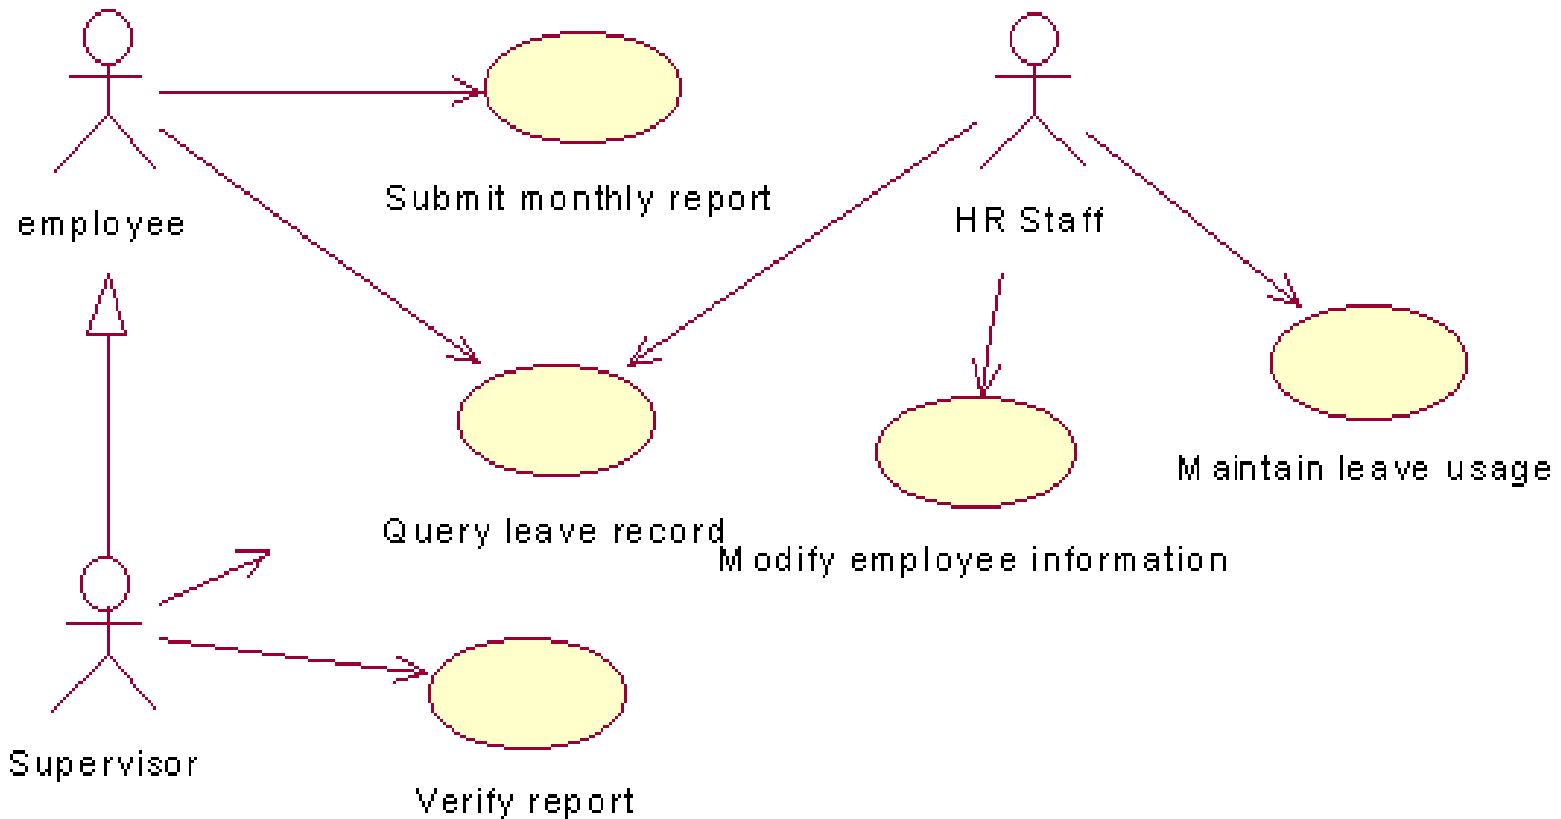 Submit monthly report
employee
HR Staff
Maintain leave usage
Query leave record
Modify employee information
Supervisor
Verify report